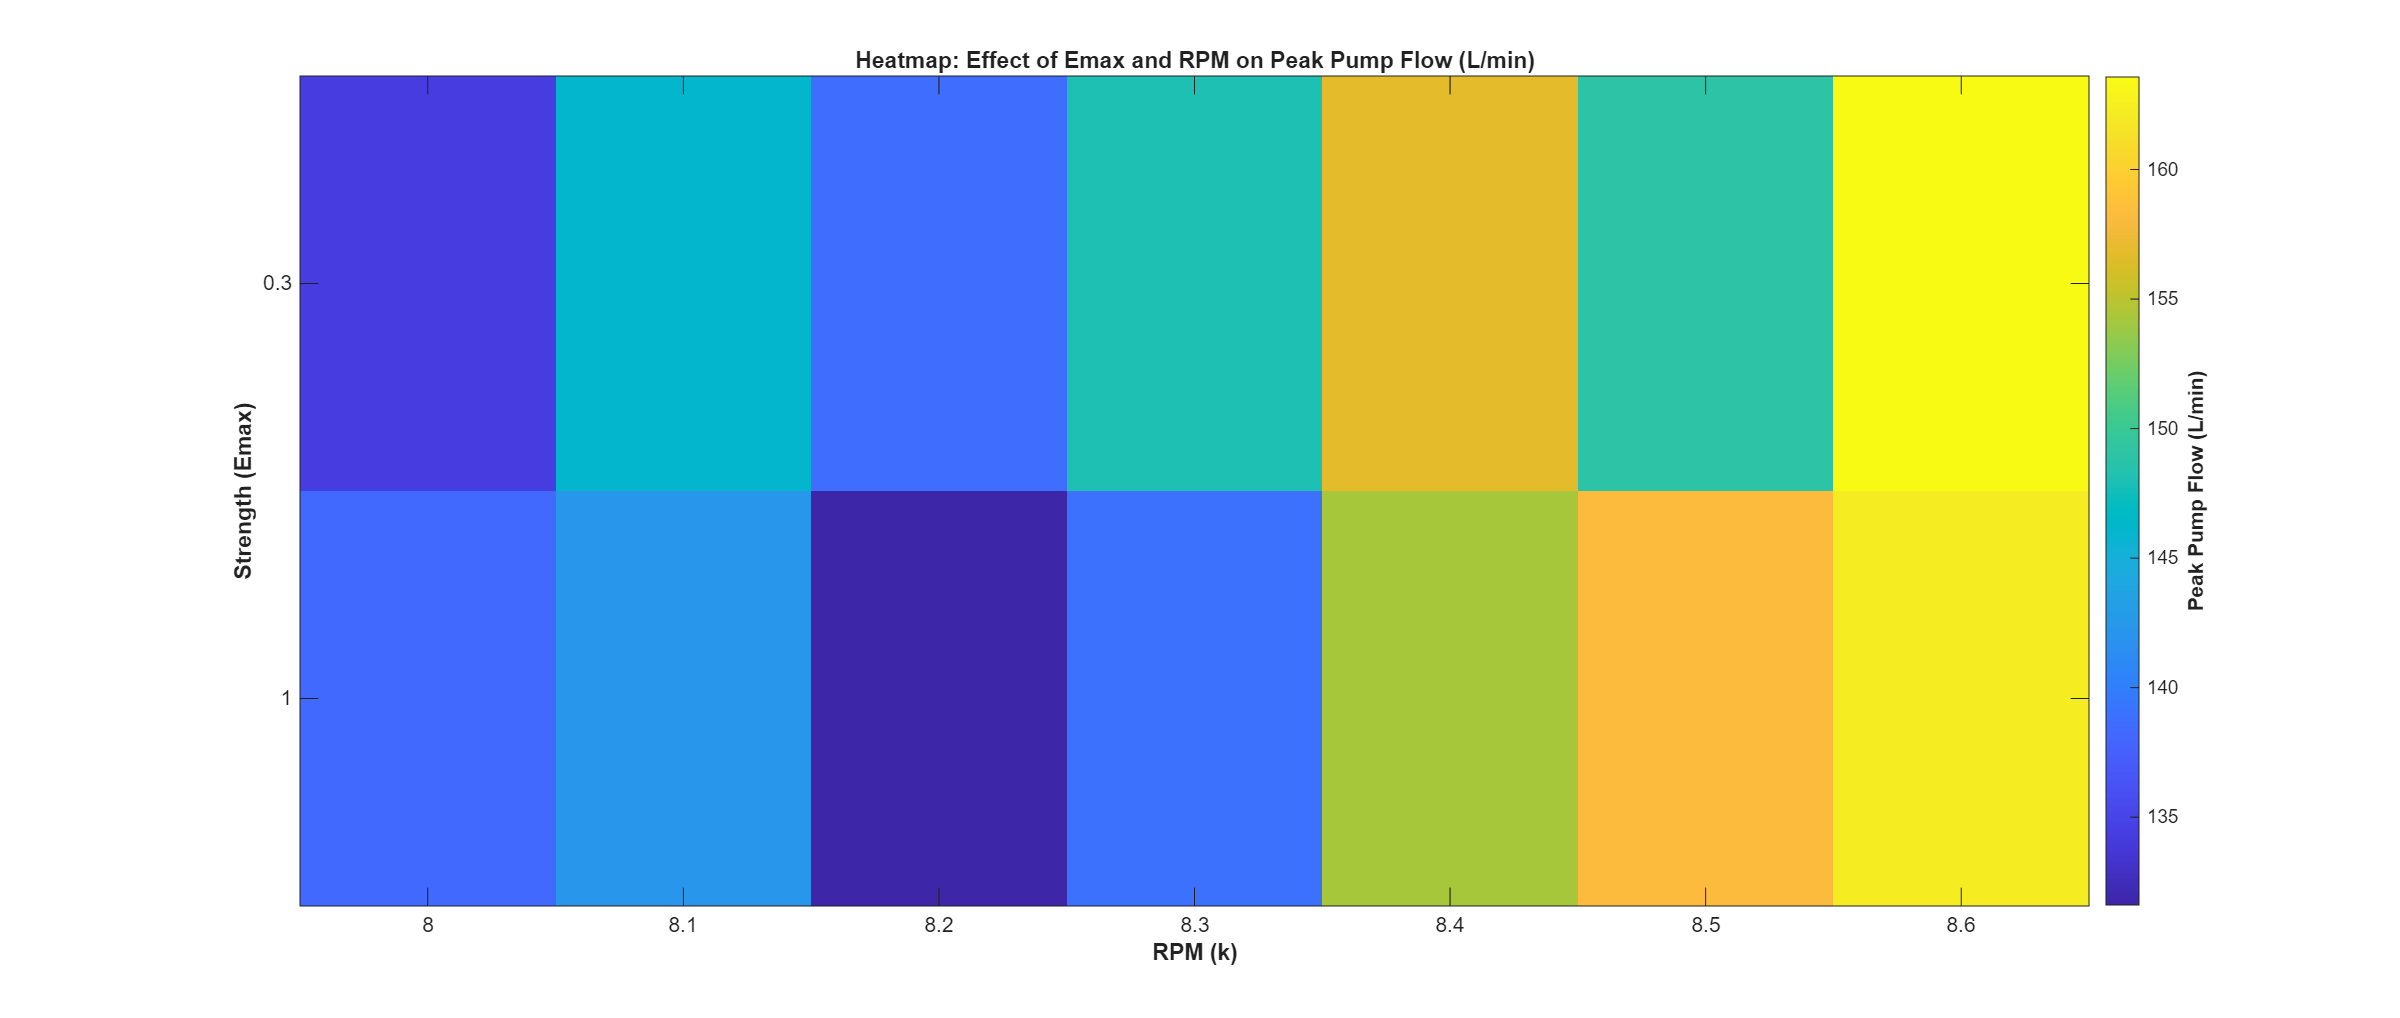 Heatmap: Effect of Emax and RPM on Peak Pump Flow (L/min)
Strength (Emax)
0.3
1
8 8.1 8.2 8.3 8.4 8.5 8.6
RPM (k)
160
155
150
145
140
135
Peak Pump Flow (L/min)